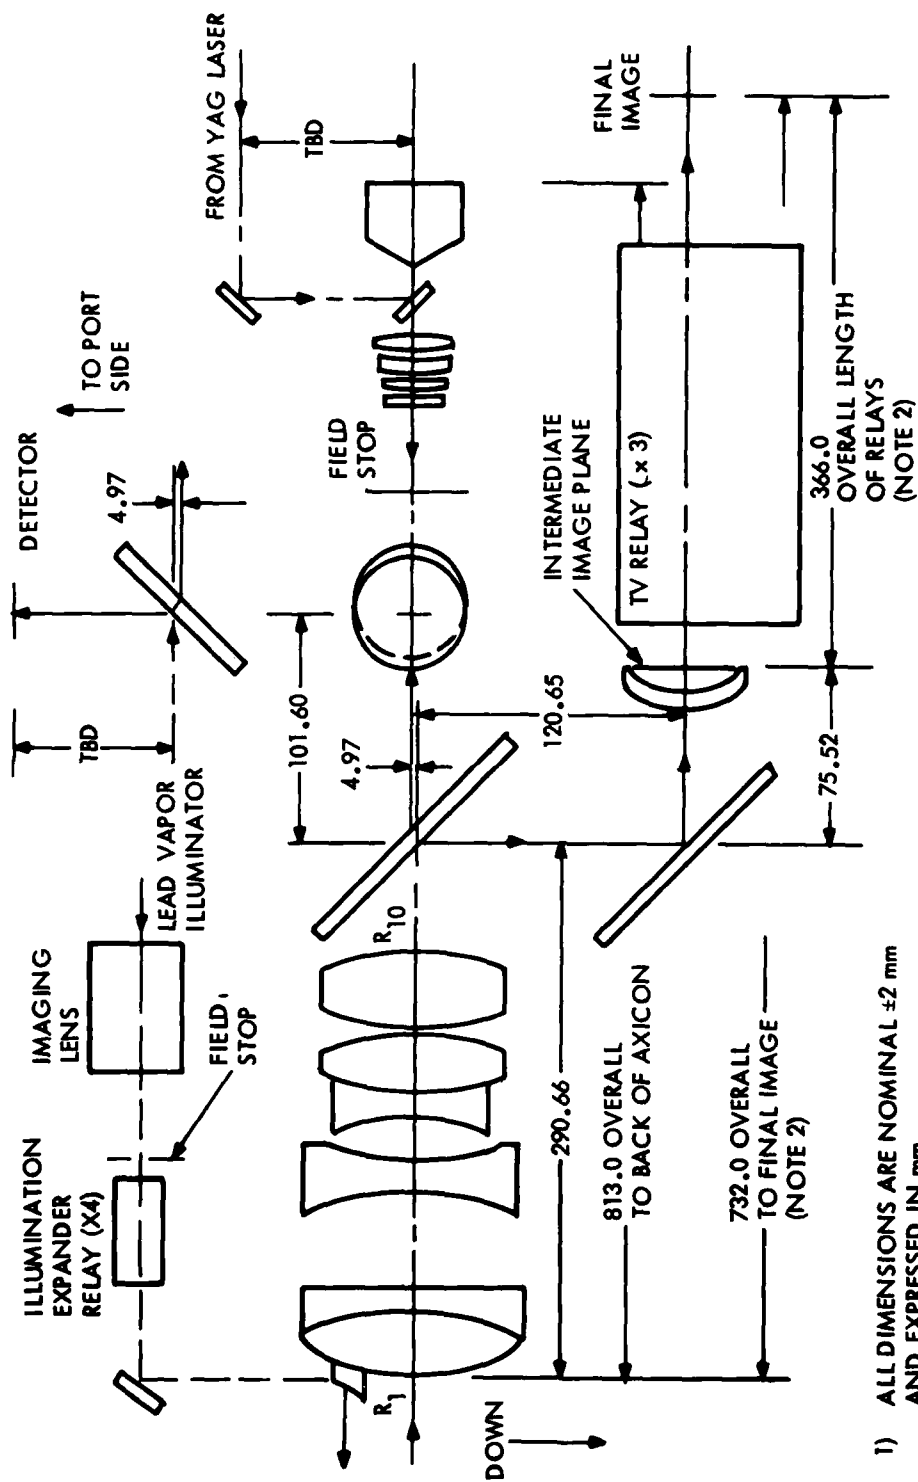 FROM YAG LASER
TBD
TO PORT
SIDE
DETECTOR
4.97
FIELD
STOP
FINAL
IMAGE
INTERMEDIATE
IMAGE PLANE
TV RELAY (.x 3)
366.0
OVERALL LENGTH
OF RELAYS
(NOTE 2)
TBD
101.60
4.97
120.65
75.52
LEAD VAPOR
ILLUMINATOR
IMAGING
LENS
FIELD
STOP
ILLUMINATION
EXPANDER
RELAY (X4)
R10
R1
290.66
813.0 OVERALL
TO BACK OF AXICON
732.0 OVERALL
TO FINAL IMAGE
(NOTE 2)
DOWN
1) ALL DIMENSIONS ARE NOMINAL ±2 mm
AND EXPRESSED IN mm